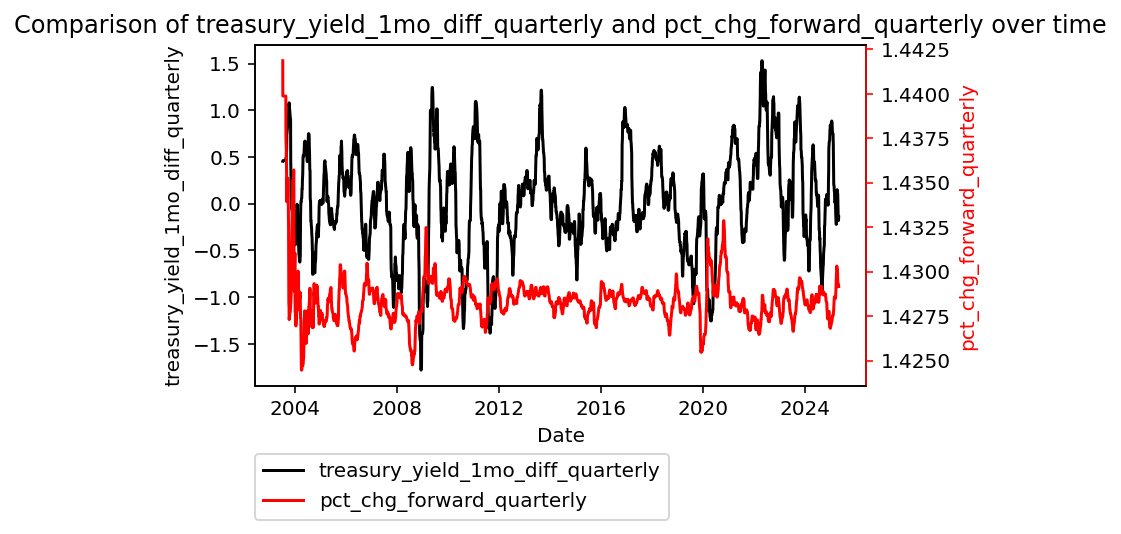 Comparison of treasury_yield_1mo_diff_quarterly and pct_chg_forward_quarterly over time
treasury_yield_1mo_diff_quarterly
1.5
1.0
0.5
0.0
−0.5
−1.0
−1.5
1.4425
1.4400
1.4375
1.4350
1.4325
1.4300
1.4275
1.4250
pct_chg_forward_quarterly
2004 2008 2012 2016 2020 2024
Date
treasury_yield_1mo_diff_quarterly
pct_chg_forward_quarterly